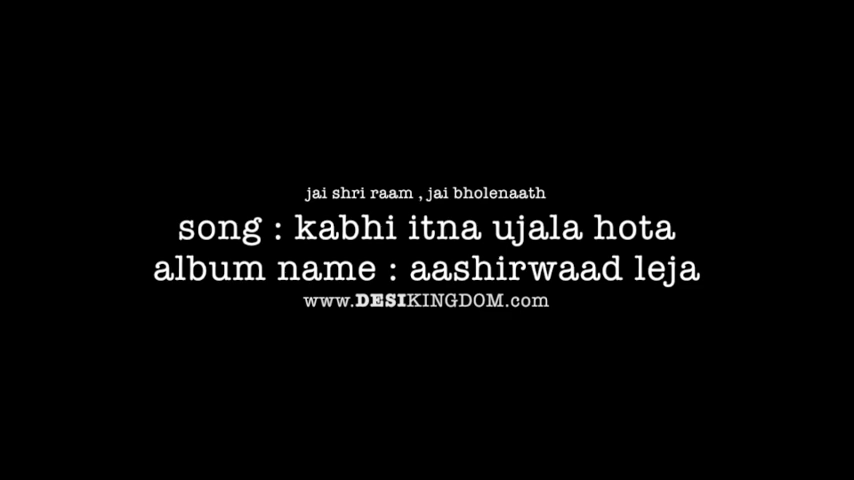 jai shri raam , jai bholenaath
song : kabhi itna ujala hota
album name : aashirwaad leja
www.DESIKINGDOM.com